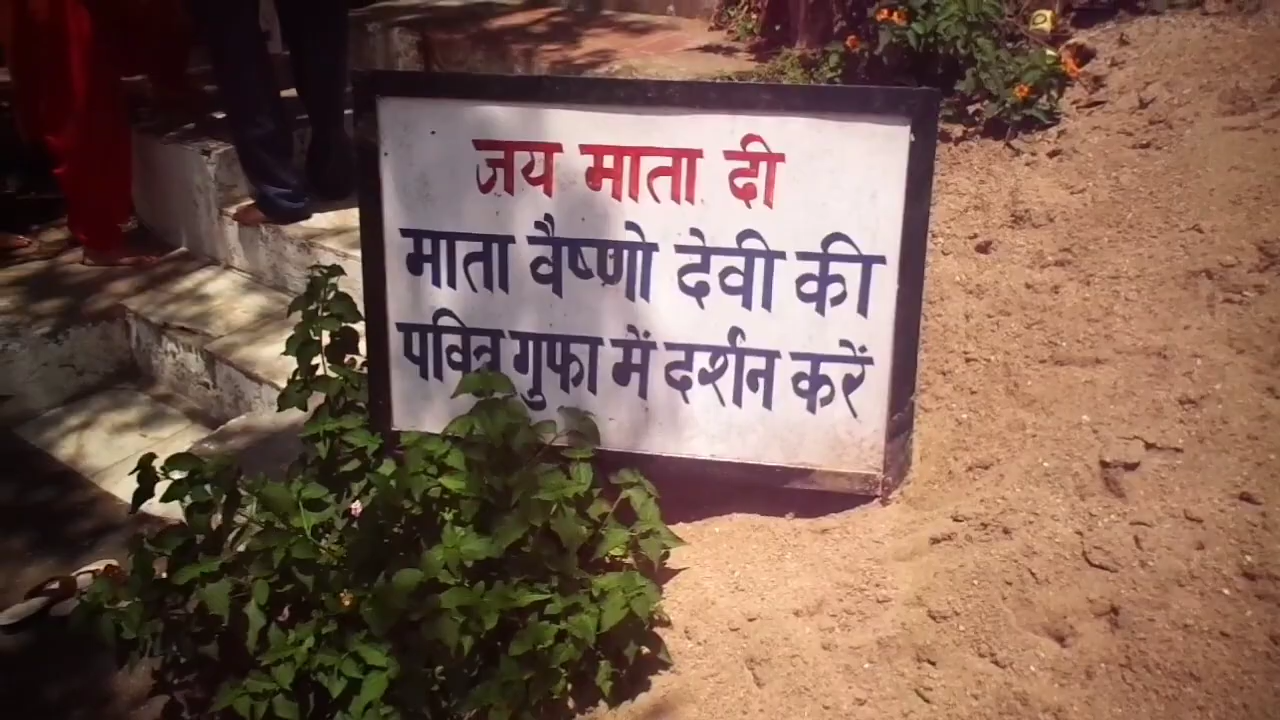 जय माता दी
माता वैष्णो देवी की
पवित्र गुफा में दर्शन करें